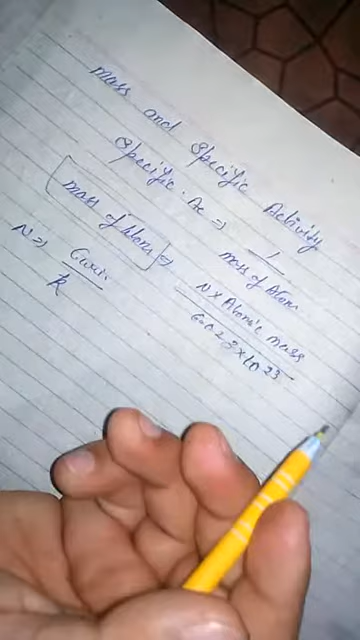 Mass and Specific Activity
Specific. Ac ⇒ 1 / mass of Atom
mass of Atom ⇒ N x Atomic mass / 6.023 x 10 23
N ⇒ Curie / λ